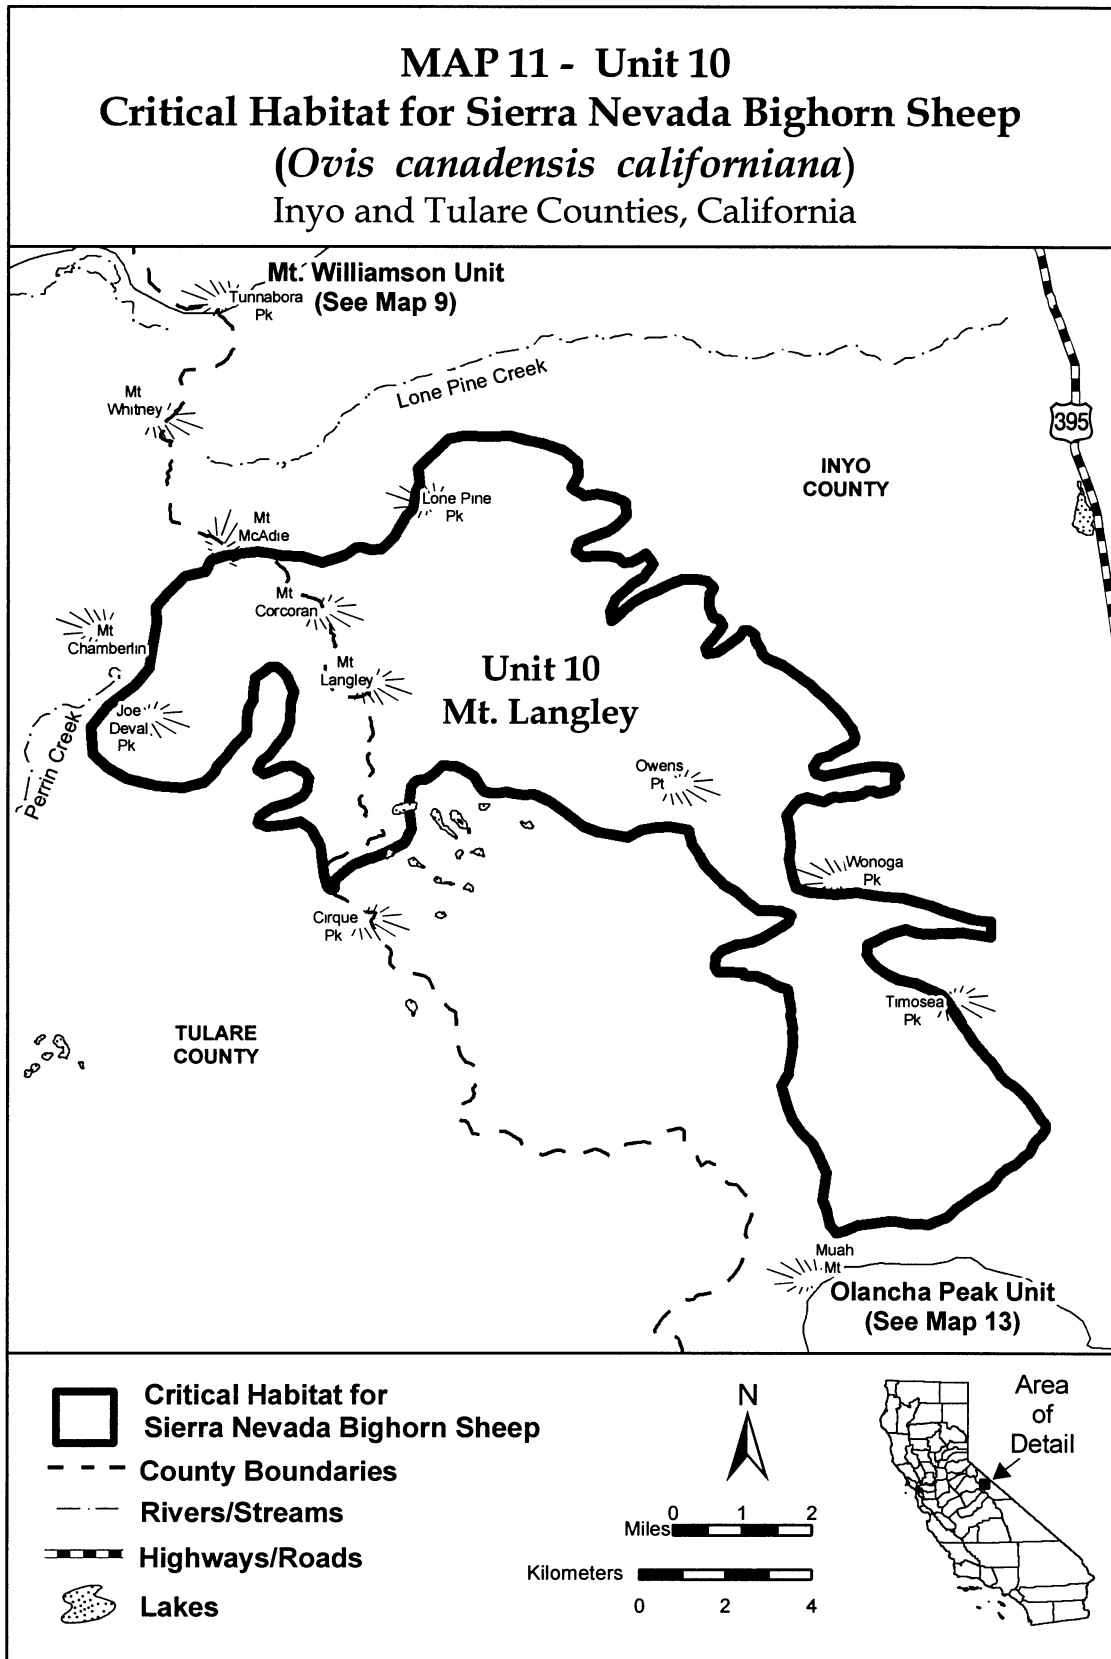 MAP 11 - Unit 10
Critical Habitat for Sierra Nevada Bighorn Sheep
(Ovis canadensis californiana)
Inyo and Tulare Counties, California
Mt. Williamson Unit
(See Map 9)
Tunnabora
Pk
Mt
Whitney
Lone Pine Creek
395
INYO
COUNTY
Lone Pine
Pk
Mt
McAdie
Mt
Corcoran
Mt
Chamberlin
Mt
Langley
Unit 10
Mt. Langley
Joe
Deval
Pk
Perrin Creek
Owens
Pt
Wonoga
Pk
Cirque
Pk
Timosea
Pk
TULARE
COUNTY
Muah
Mt
Olancha Peak Unit
(See Map 13)
Critical Habitat for
Sierra Nevada Bighorn Sheep
County Boundaries
Rivers/Streams
Highways/Roads
Lakes
N
0 1 2
Miles
Kilometers
0 2 4
Area
of
Detail